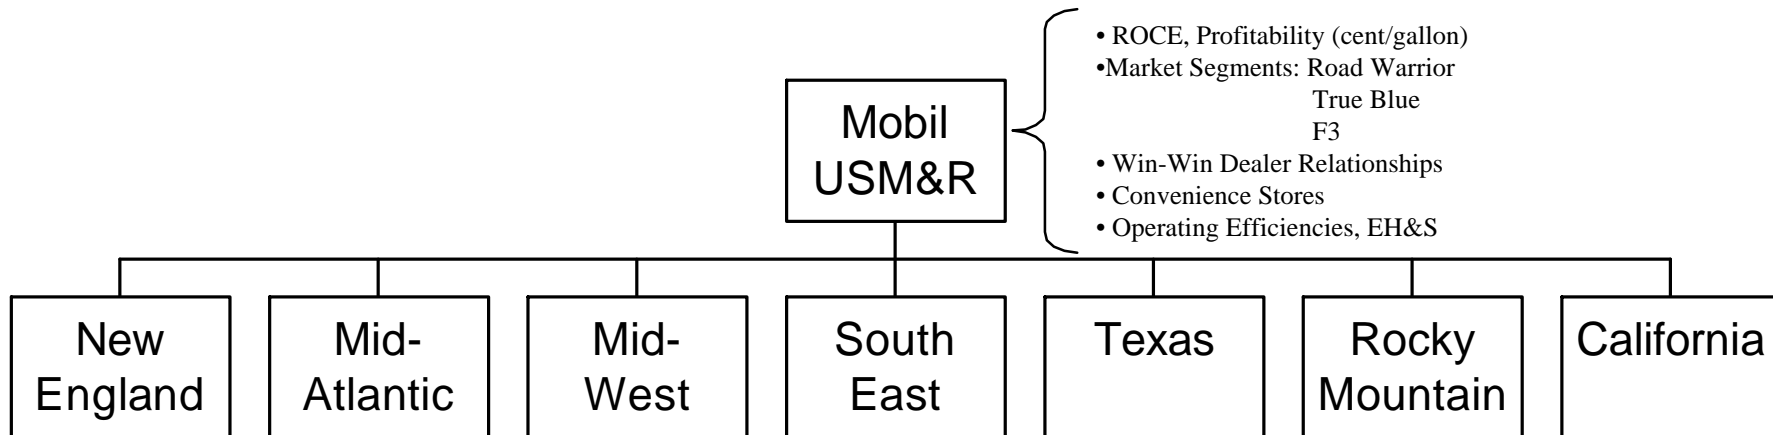 • ROCE, Profitability (cent/gallon)
•Market Segments: Road Warrior
True Blue
F3
• Win-Win Dealer Relationships
• Convenience Stores
• Operating Efficiencies, EH&S
Mobil
USM&R
New
England
Mid-
Atlantic
Mid-
West
South
East
Texas
Rocky
Mountain
California